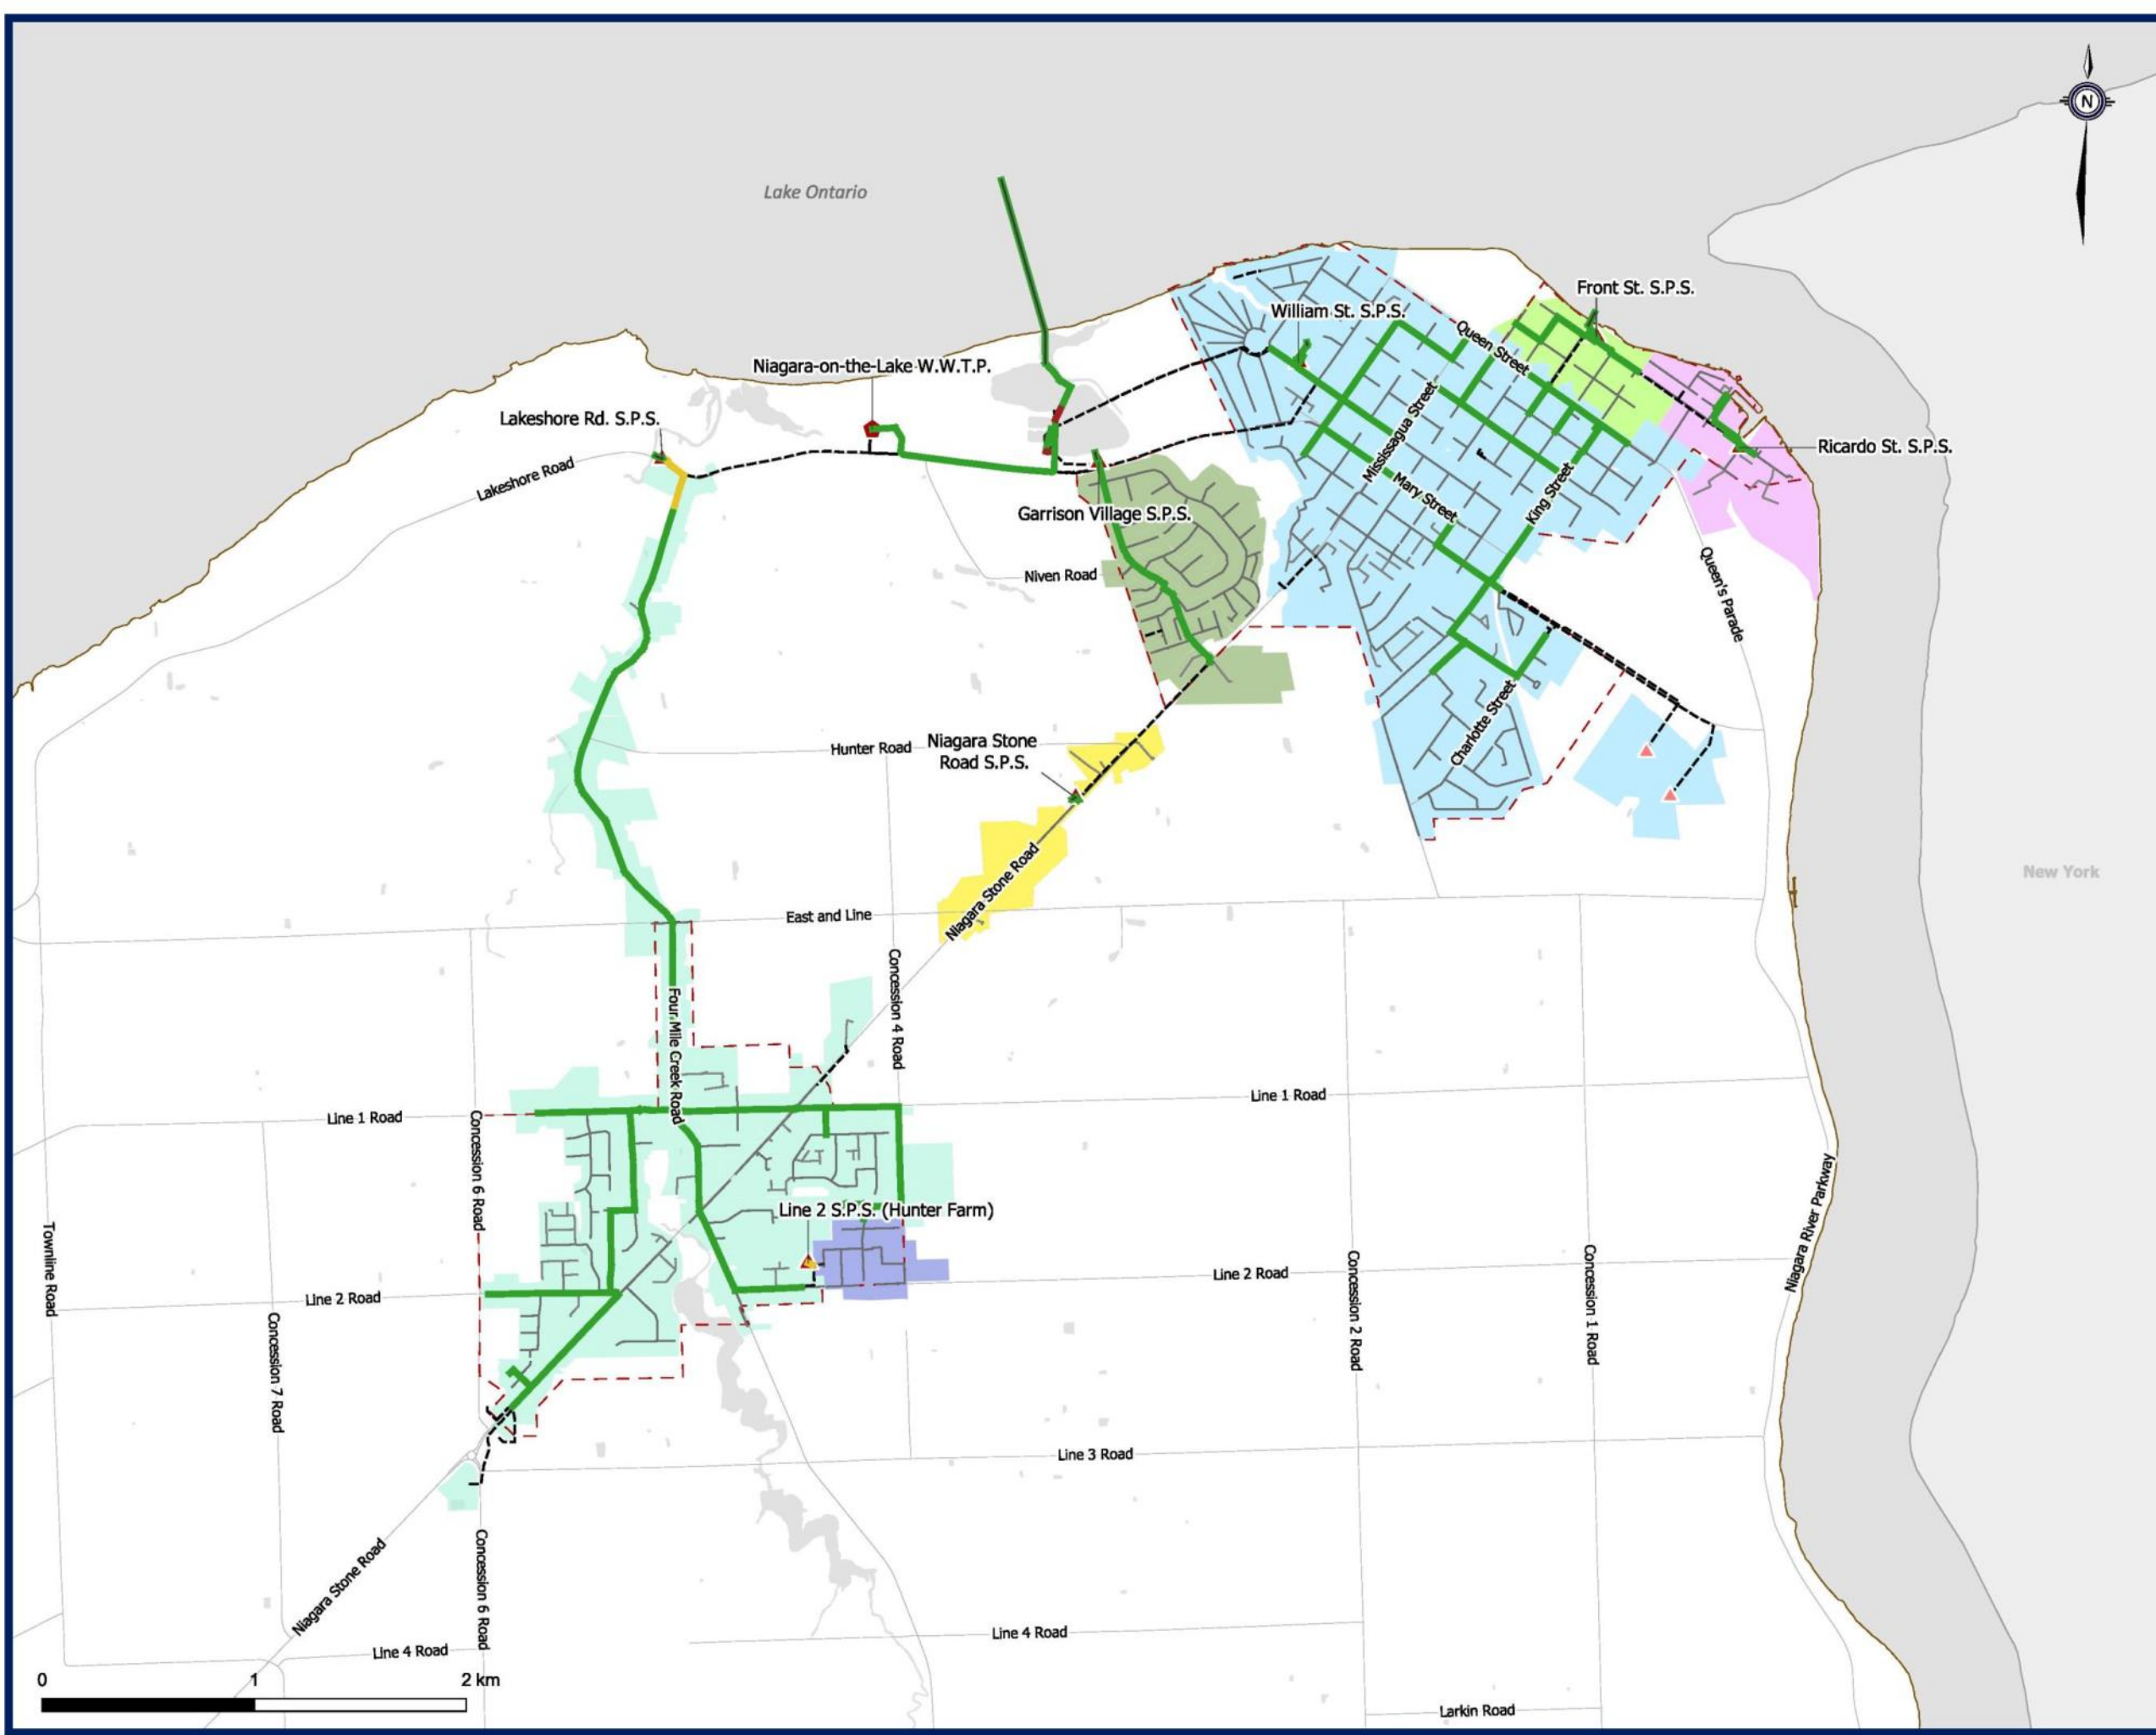 N
Lake Ontario
Front St. S.P.S.
William St. S.P.S.
Queen Street
Niagara-on-the-Lake W.W.T.P.
Lakeshore Rd. S.P.S.
Mississagua Street
Ricardo St. S.P.S.
Lakeshore Road
Mary Street
King Street
Garrison Village S.P.S.
Niven Road
Queen's Parade
Charlotte Street
Hunter Road
Niagara Stone
Road S.P.S.
New York
Niagara Stone Road
East and Line
Concession 4 Road
Four Mile Creek Road
Line 1 Road
Line 1 Road
Concession 6 Road
Niagara River Parkway
Line 2 S.P.S. (Hunter Farm)
Townline Road
Line 2 Road
Line 2 Road
Concession 2 Road
Concession 1 Road
Concession 7 Road
Line 3 Road
Niagara Stone Road
Concession 6 Road
Line 4 Road
Line 4 Road
0 1 2 km
Larkin Road